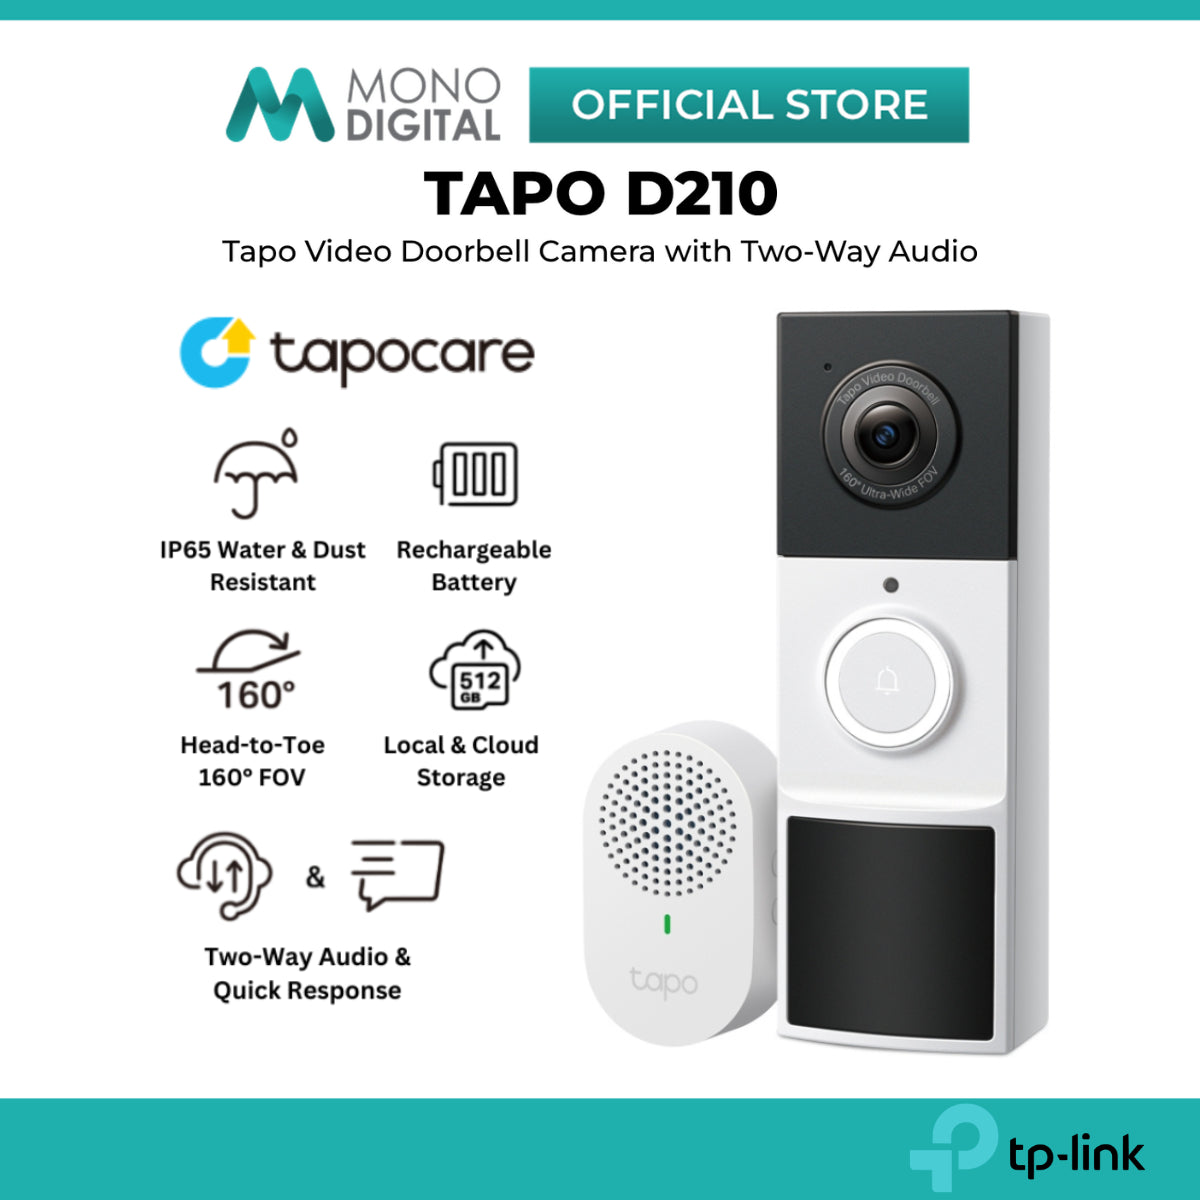 MONO
DIGITAL
OFFICIAL STORE
TAPO D210
Tapo Video Doorbell Camera with Two-Way Audio
tapocare
IP65 Water & Dust
Resistant
Rechargeable
Battery
160°
Head-to-Toe
160° FOV
512
GB
Local & Cloud
Storage
&
Two-Way Audio &
Quick Response
Tapo Video Doorbell
160° Ultra-Wide FOV
tapo
tp-link